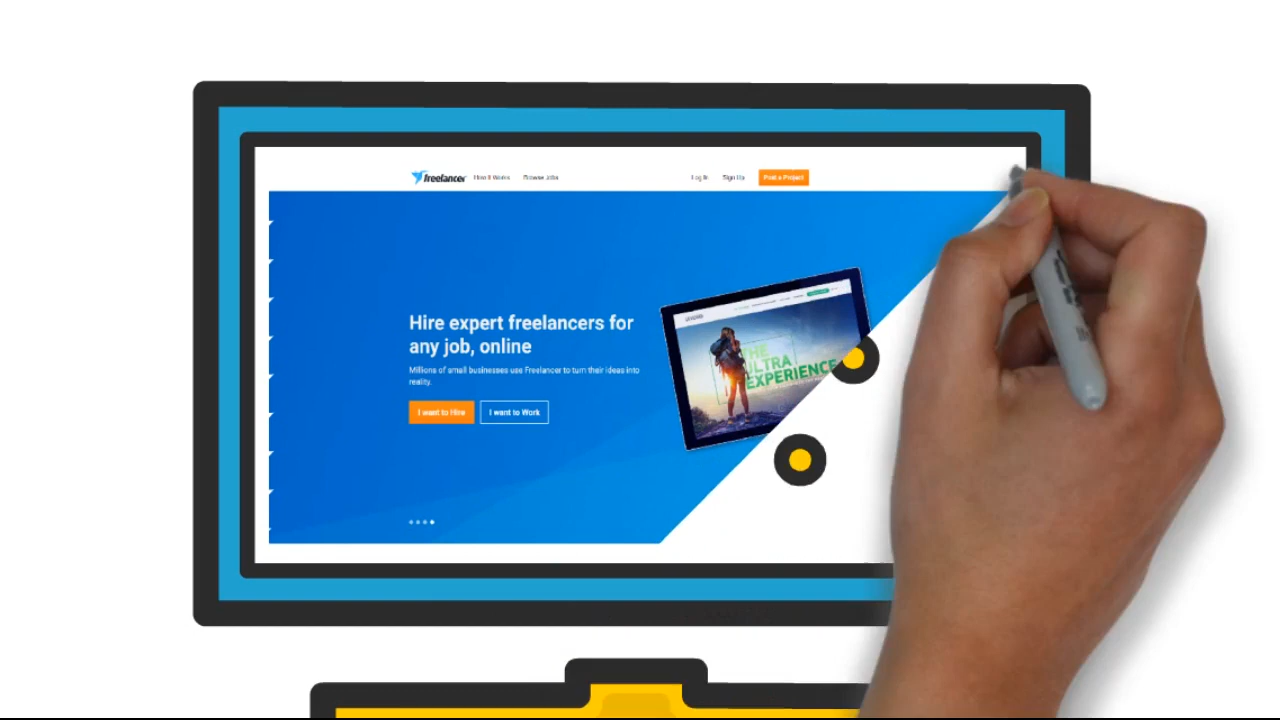 freelancer How It Works Browse Jobs Log In Sign Up Post a Project
Hire expert freelancers for
any job, online
Millions of small businesses use Freelancer to turn their ideas into
reality.
I want to Hire I want to Work
THE
ULTRA
EXPERIENCE